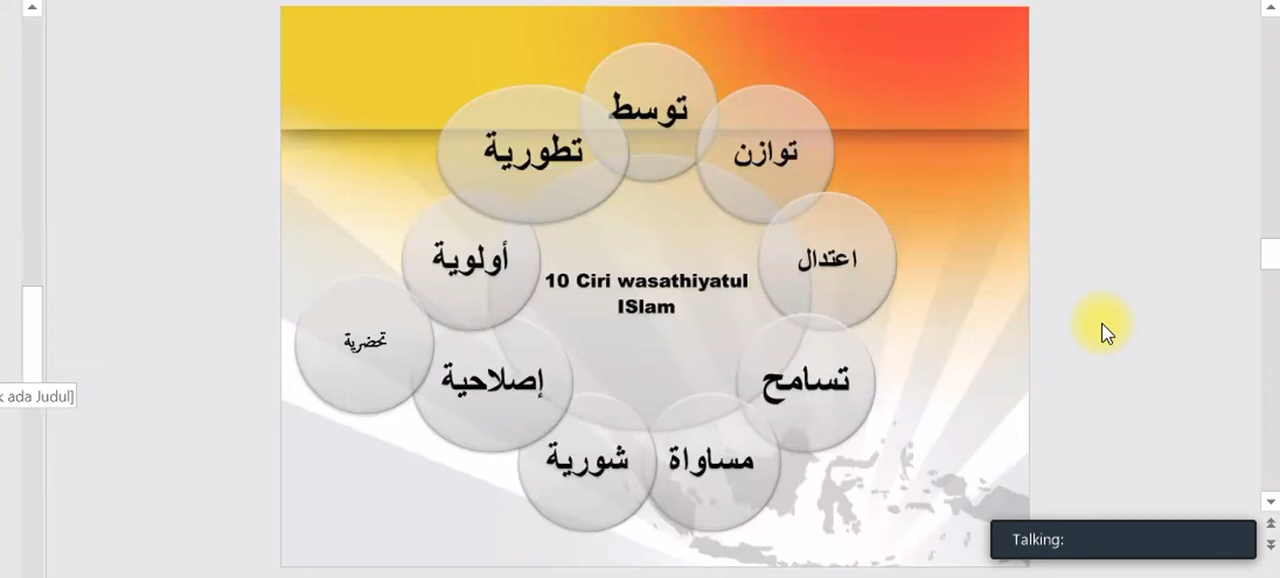 توسط
توازن
اعتدال
تسامح
مساواة
شورية
إصلاحية
تحضرية
أولوية
تطورية
10 Ciri wasathiyatul
ISlam
ada Judul]
Talking: